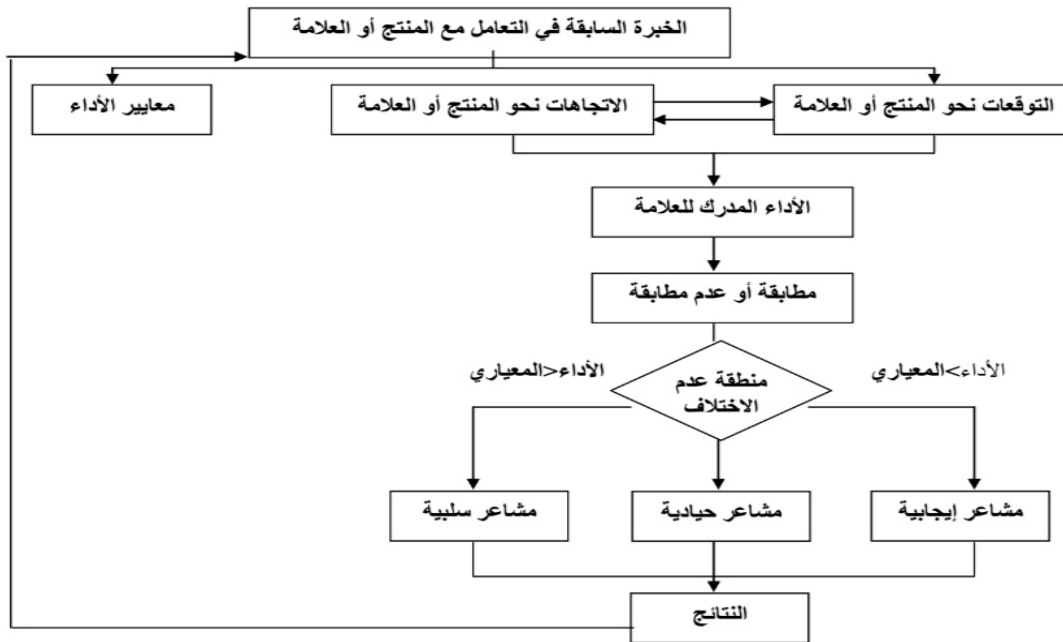 الخبرة السابقة في التعامل مع المنتج أو العلامة
التوقعات نحو المنتج أو العلامة
الاتجاهات نحو المنتج أو العلامة
معايير الأداء
الأداء المدرك للعلامة
مطابقة أو عدم مطابقة
الأداء>المعياري
منطقة عدم
الاختلاف
الأداء<المعياري
مشاعر إيجابية
مشاعر حيادية
مشاعر سلبية
النتائج